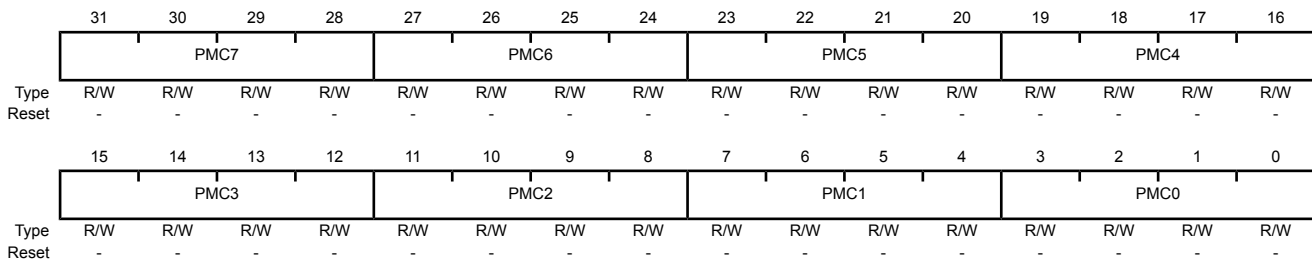 31 30 29 28 27 26 25 24 23 22 21 20 19 18 17 16
PMC7 PMC6 PMC5 PMC4
Type R/W R/W R/W R/W R/W R/W R/W R/W R/W R/W R/W R/W R/W R/W R/W R/W
Reset - - - - - - - - - - - - - - - -
15 14 13 12 11 10 9 8 7 6 5 4 3 2 1 0
PMC3 PMC2 PMC1 PMC0
Type R/W R/W R/W R/W R/W R/W R/W R/W R/W R/W R/W R/W R/W R/W R/W R/W
Reset - - - - - - - - - - - - - - - -